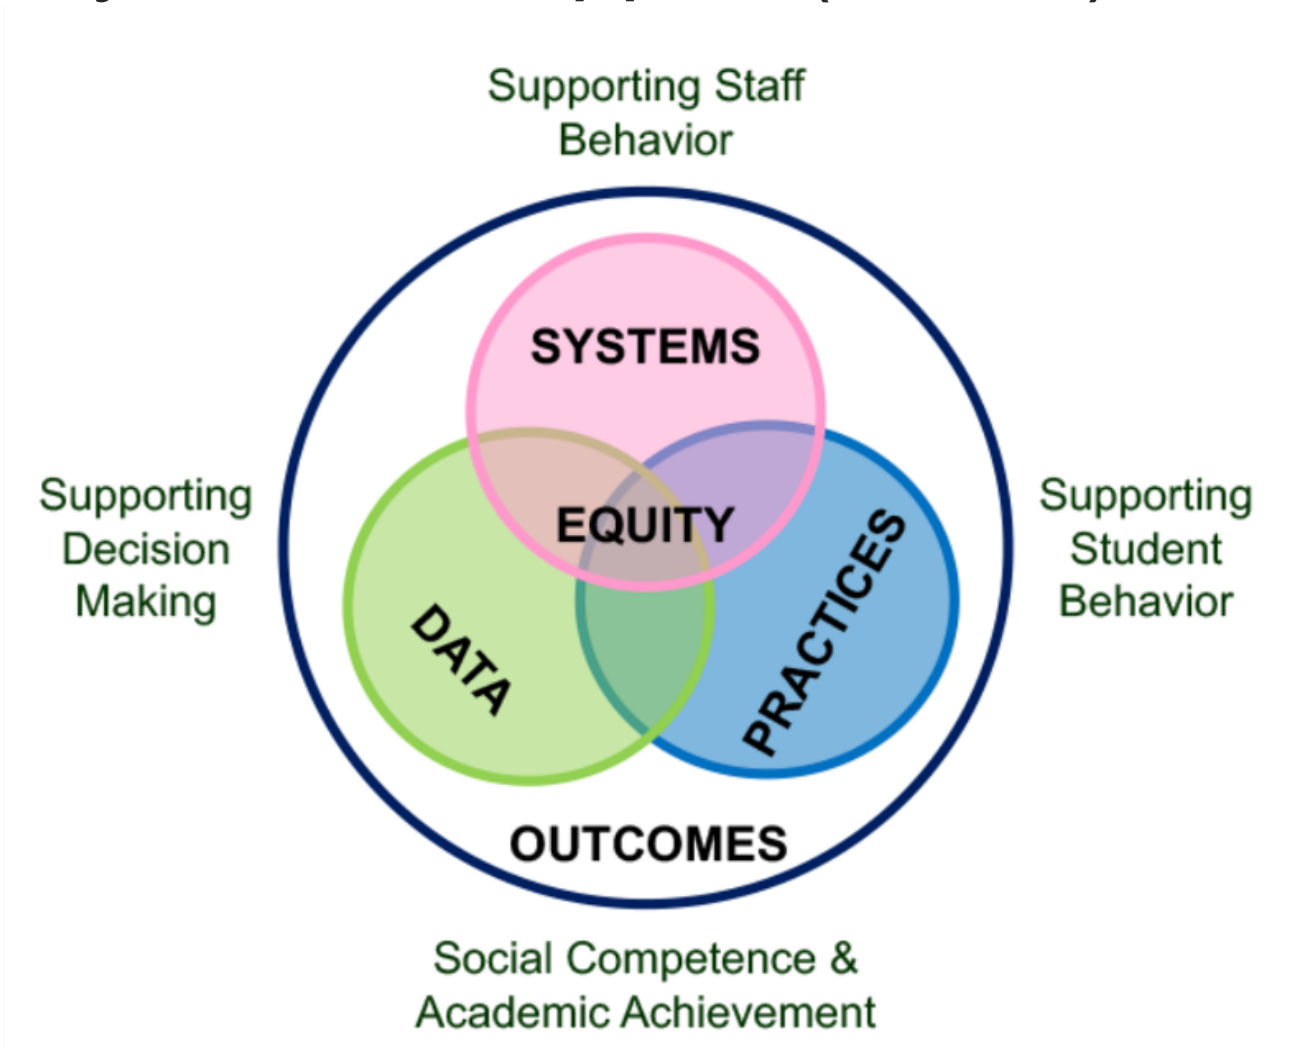 Supporting Staff
Behavior
SYSTEMS
Supporting
Decision
Making
EQUITY
Supporting
Student
Behavior
DATA
PRACTICES
OUTCOMES
Social Competence &
Academic Achievement